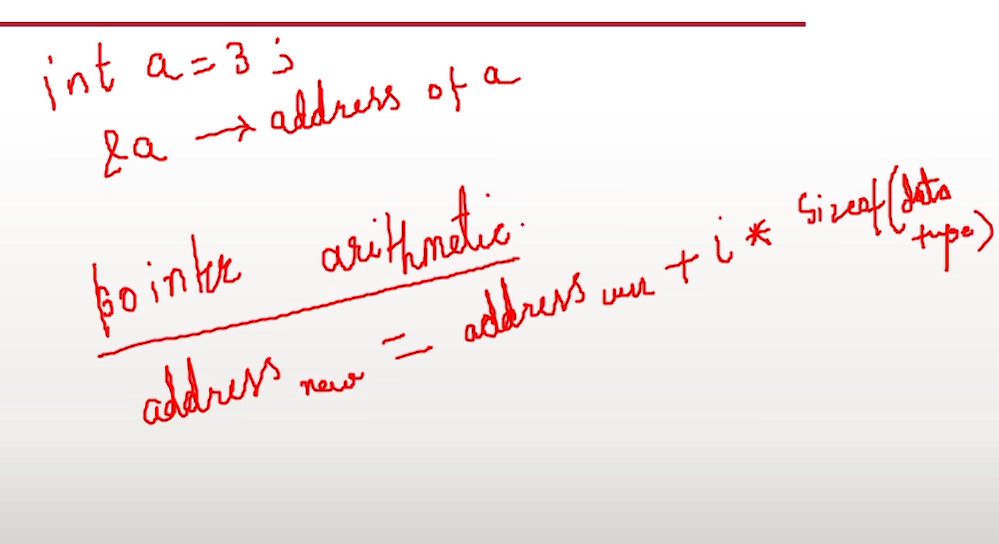 int a = 3 ;
&a → address of a
pointer arithmetic.
address new = address curr + i * sizeof(data type)